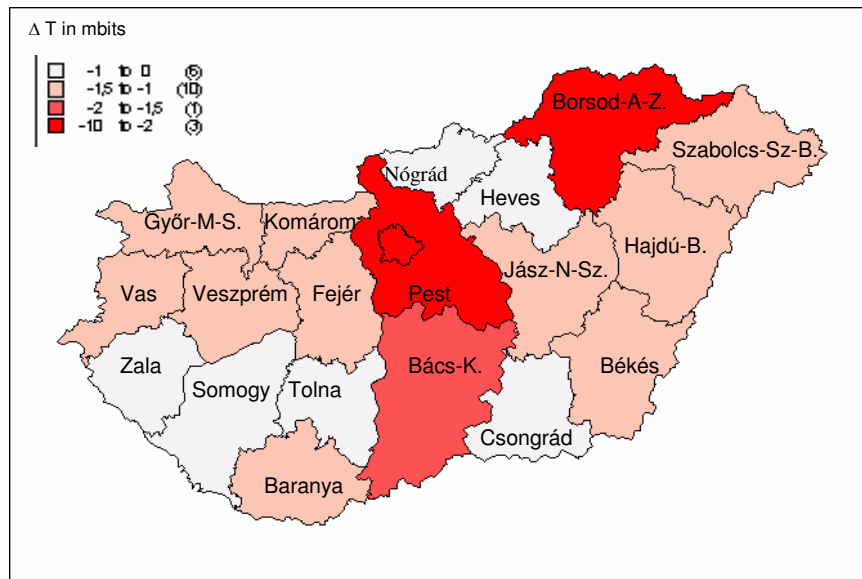 Δ T in mbits
-1 to 0 (6)
-1,5 to -1 (10)
-2 to -1,5 (1)
-10 to -2 (3)
Borsod-A-Z.
Szabolcs-Sz-B.
Nógrád
Heves
Győr-M-S.
Komárom
Hajdú-B.
Jász-N-Sz.
Vas
Veszprém
Fejér
Pest
Zala
Bács-K.
Békés
Somogy
Tolna
Csongrád
Baranya